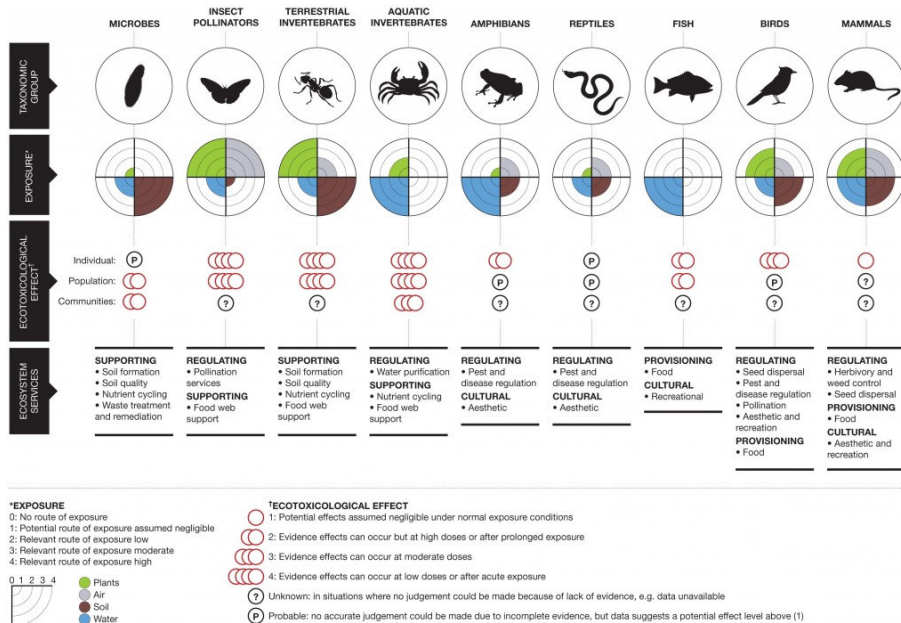 MICROBES
INSECT
POLLINATORS
TERRESTRIAL
INVERTEBRATES
AQUATIC
INVERTEBRATES
AMPHIBIANS
REPTILES
FISH
BIRDS
MAMMALS
TAXONOMIC
GROUP
EXPOSURE*
ECOTOXICOLOGICAL
EFFECT†
Individual:
P
P
Population:
P
P
P
?
Communities:
?
?
?
?
?
?
?
ECOSYSTEM
SERVICES
SUPPORTING
• Soil formation
• Soil quality
• Nutrient cycling
• Waste treatment
and remediation
REGULATING
• Pollination
services
SUPPORTING
• Food web
support
SUPPORTING
• Soil formation
• Soil quality
• Nutrient cycling
• Food web
support
REGULATING
• Water purification
SUPPORTING
• Nutrient cycling
• Food web
support
REGULATING
• Pest and
disease regulation
CULTURAL
• Aesthetic
REGULATING
• Pest and
disease regulation
CULTURAL
• Aesthetic
PROVISIONING
• Food
CULTURAL
• Recreational
REGULATING
• Seed dispersal
• Pest and
disease regulation
• Pollination
• Aesthetic and
recreation
PROVISIONING
• Food
REGULATING
• Herbivory and
weed control
• Seed dispersal
PROVISIONING
• Food
CULTURAL
• Aesthetic and
recreation
*EXPOSURE
0: No route of exposure
1: Potential route of exposure assumed negligible
2: Relevant route of exposure low
3: Relevant route of exposure moderate
4: Relevant route of exposure high
0 1 2 3 4
Plants
Air
Soil
Water
†ECOTOXICOLOGICAL EFFECT
1: Potential effects assumed negligible under normal exposure conditions
2: Evidence effects can occur but at high doses or after prolonged exposure
3: Evidence effects can occur at moderate doses
4: Evidence effects can occur at low doses or after acute exposure
? Unknown: in situations where no judgement could be made because of lack of evidence, e.g. data unavailable
P Probable: no accurate judgement could be made due to incomplete evidence, but data suggests a potential effect level above (1)